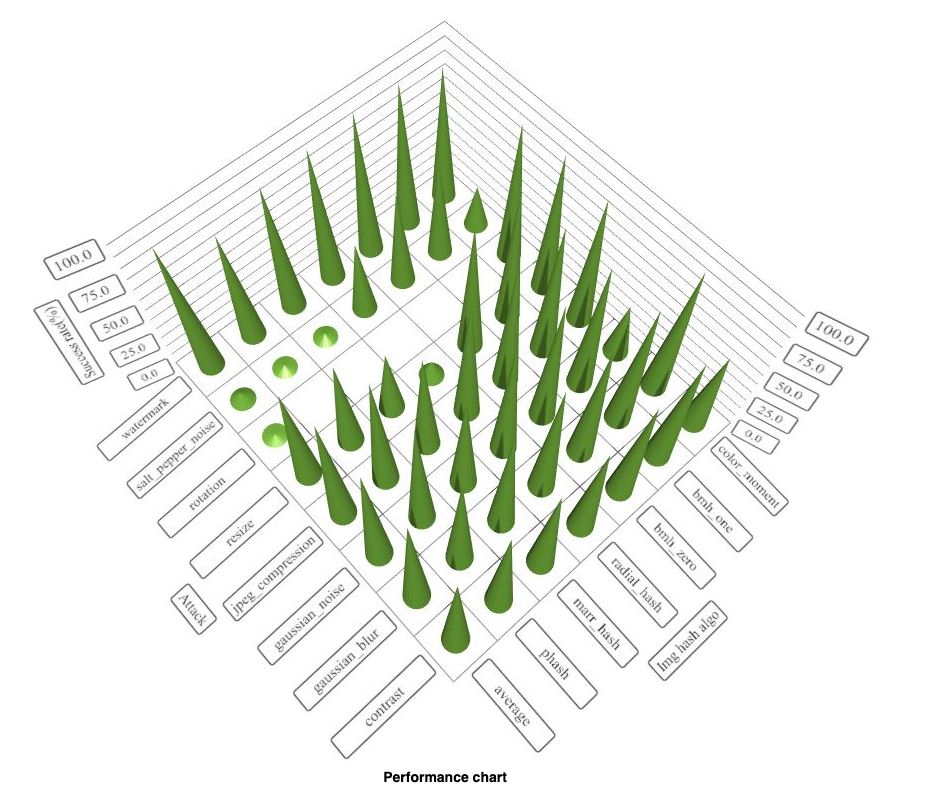 100.0
75.0
50.0
25.0
0.0
Success rate(%)
100.0
75.0
50.0
25.0
0.0
watermark
salt_pepper_noise
rotation
resize
jpeg_compression
gaussian_noise
gaussian_blur
contrast
Attack
color_moment
bmh_one
bmh_zero
radial_hash
marr_hash
phash
average
Img hash algo
Performance chart